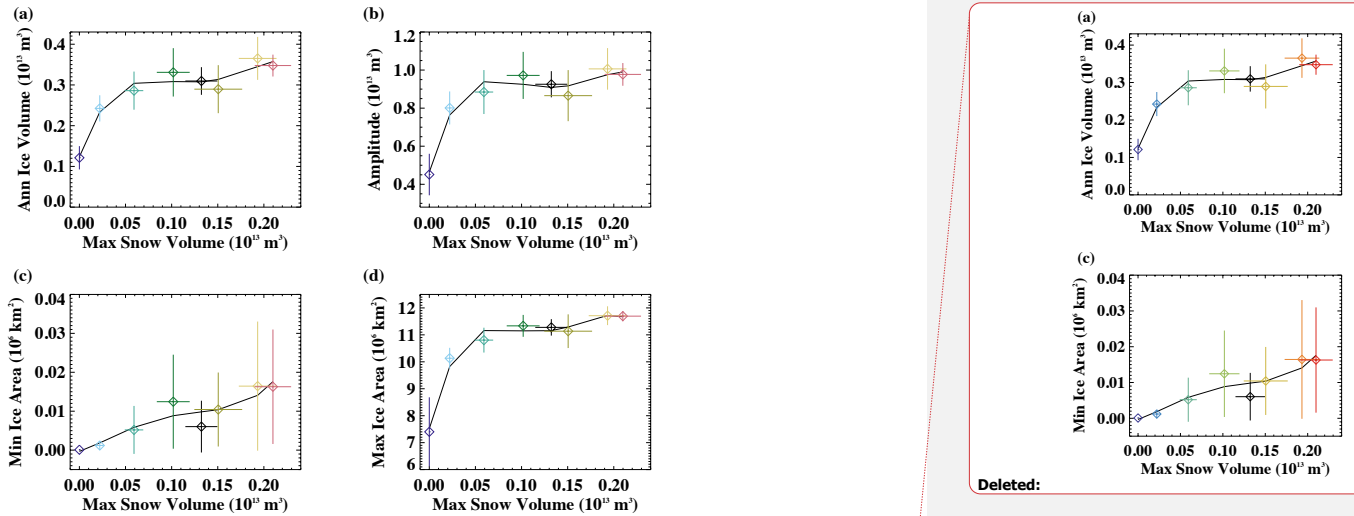 (a)
Ann Ice Volume (10¹³ m³)
0.4
0.3
0.2
0.1
0.0
0.00 0.05 0.10 0.15 0.20
Max Snow Volume (10¹³ m³)
(b)
Amplitude (10¹³ m³)
1.2
1.0
0.8
0.6
0.4
0.00 0.05 0.10 0.15 0.20
Max Snow Volume (10¹³ m³)
(c)
Min Ice Area (10⁶ km²)
0.04
0.03
0.02
0.01
0.00
0.00 0.05 0.10 0.15 0.20
Max Snow Volume (10¹³ m³)
(d)
Max Ice Area (10⁶ km²)
12
11
10
9
8
7
6
0.00 0.05 0.10 0.15 0.20
Max Snow Volume (10¹³ m³)
(a)
Ann Ice Volume (10¹³ m³)
0.4
0.3
0.2
0.1
0.0
0.00 0.05 0.10 0.15 0.20
Max Snow Volume (10¹³ m³)
(c)
Min Ice Area (10⁶ km²)
0.04
0.03
0.02
0.01
0.00
0.00 0.05 0.10 0.15 0.20
Max Snow Volume (10¹³ m³)
Deleted: